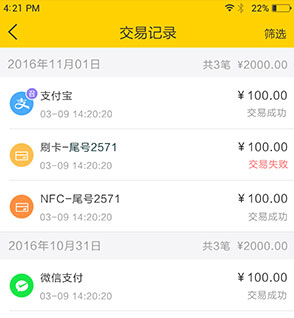 4:21 PM 22%
交易记录 筛选
2016年11月01日 共3笔 ¥2000.00
支付宝 ¥100.00
03-09 14:20:20 交易成功
刷卡-尾号2571 ¥100.00
03-09 14:20:20 交易失败
NFC-尾号2571 ¥100.00
03-09 14:20:20 交易成功
2016年10月31日 共3笔 ¥2000.00
微信支付 ¥100.00
03-09 14:20:20 交易成功